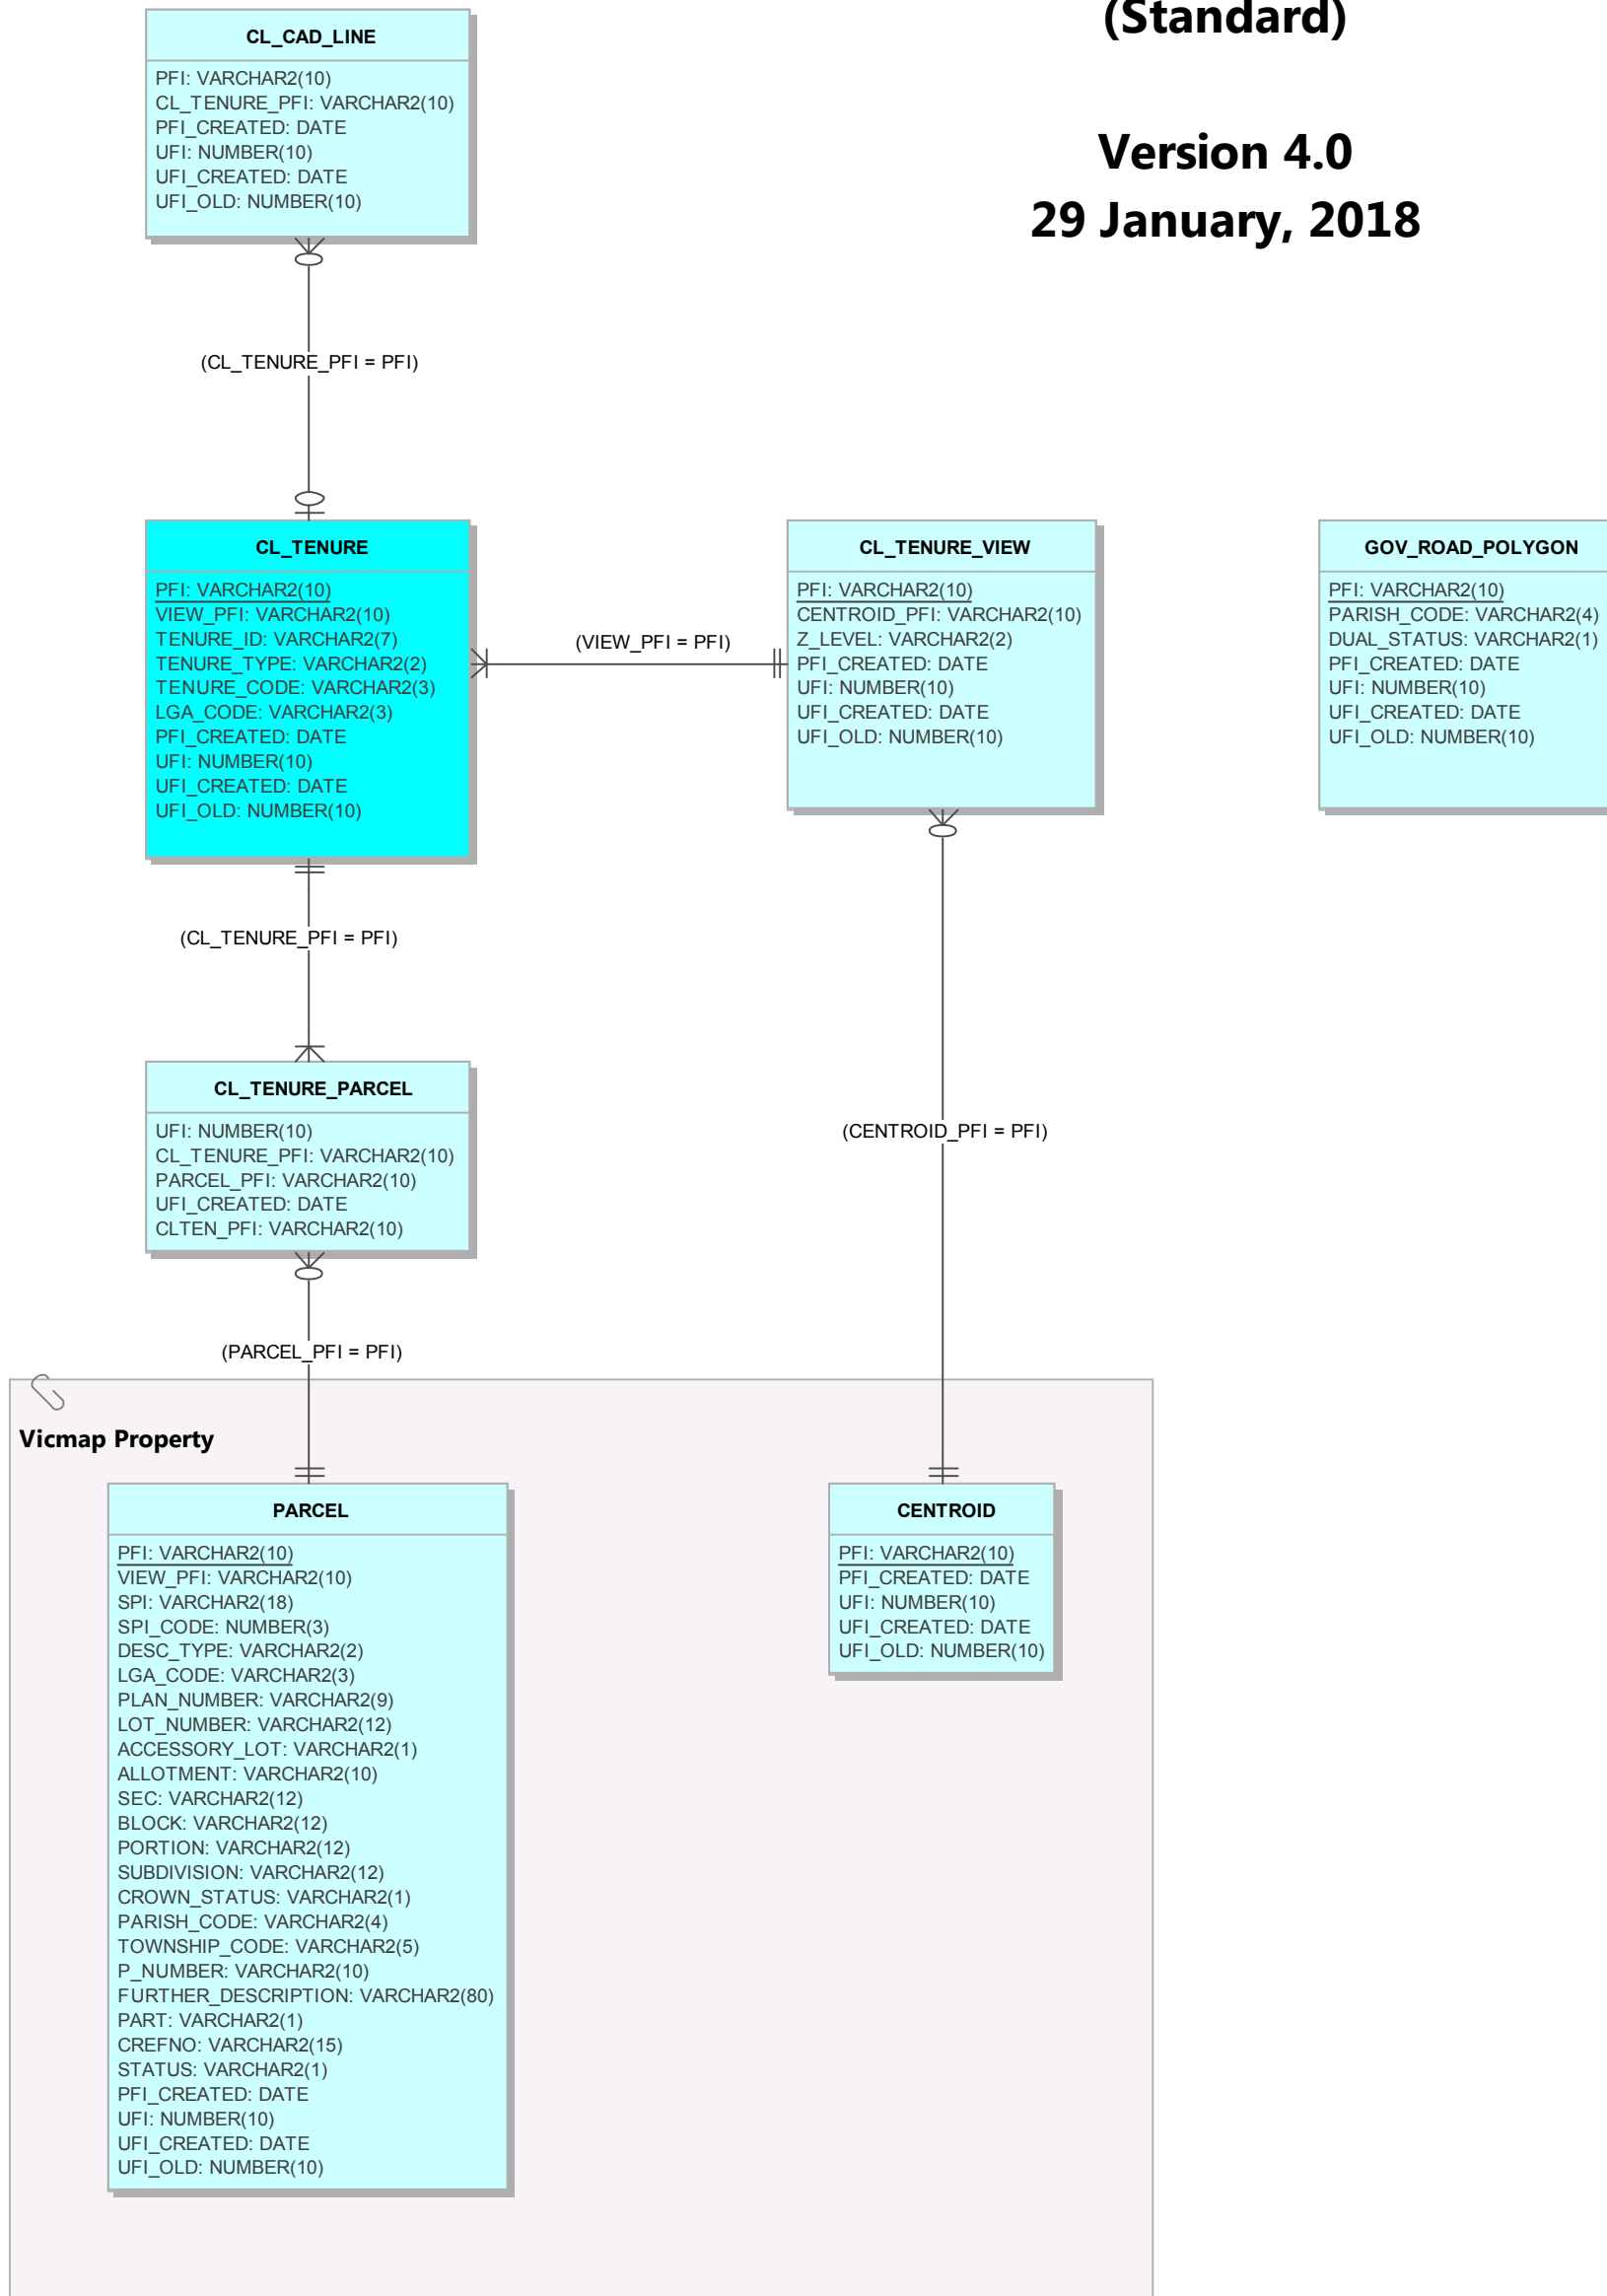 (Standard)
Version 4.0
29 January, 2018
CL_CAD_LINE
PFI: VARCHAR2(10)
CL_TENURE_PFI: VARCHAR2(10)
PFI_CREATED: DATE
UFI: NUMBER(10)
UFI_CREATED: DATE
UFI_OLD: NUMBER(10)
(CL_TENURE_PFI = PFI)
CL_TENURE
PFI: VARCHAR2(10)
VIEW_PFI: VARCHAR2(10)
TENURE_ID: VARCHAR2(7)
TENURE_TYPE: VARCHAR2(2)
TENURE_CODE: VARCHAR2(3)
LGA_CODE: VARCHAR2(3)
PFI_CREATED: DATE
UFI: NUMBER(10)
UFI_CREATED: DATE
UFI_OLD: NUMBER(10)
(VIEW_PFI = PFI)
CL_TENURE_VIEW
PFI: VARCHAR2(10)
CENTROID_PFI: VARCHAR2(10)
Z_LEVEL: VARCHAR2(2)
PFI_CREATED: DATE
UFI: NUMBER(10)
UFI_CREATED: DATE
UFI_OLD: NUMBER(10)
GOV_ROAD_POLYGON
PFI: VARCHAR2(10)
PARISH_CODE: VARCHAR2(4)
DUAL_STATUS: VARCHAR2(1)
PFI_CREATED: DATE
UFI: NUMBER(10)
UFI_CREATED: DATE
UFI_OLD: NUMBER(10)
(CL_TENURE_PFI = PFI)
CL_TENURE_PARCEL
UFI: NUMBER(10)
CL_TENURE_PFI: VARCHAR2(10)
PARCEL_PFI: VARCHAR2(10)
UFI_CREATED: DATE
CLTEN_PFI: VARCHAR2(10)
(CENTROID_PFI = PFI)
(PARCEL_PFI = PFI)
Vicmap Property
PARCEL
PFI: VARCHAR2(10)
VIEW_PFI: VARCHAR2(10)
SPI: VARCHAR2(18)
SPI_CODE: NUMBER(3)
DESC_TYPE: VARCHAR2(2)
LGA_CODE: VARCHAR2(3)
PLAN_NUMBER: VARCHAR2(9)
LOT_NUMBER: VARCHAR2(12)
ACCESSORY_LOT: VARCHAR2(1)
ALLOTMENT: VARCHAR2(10)
SEC: VARCHAR2(12)
BLOCK: VARCHAR2(12)
PORTION: VARCHAR2(12)
SUBDIVISION: VARCHAR2(12)
CROWN_STATUS: VARCHAR2(1)
PARISH_CODE: VARCHAR2(4)
TOWNSHIP_CODE: VARCHAR2(5)
P_NUMBER: VARCHAR2(10)
FURTHER_DESCRIPTION: VARCHAR2(80)
PART: VARCHAR2(1)
CREFNO: VARCHAR2(15)
STATUS: VARCHAR2(1)
PFI_CREATED: DATE
UFI: NUMBER(10)
UFI_CREATED: DATE
UFI_OLD: NUMBER(10)
CENTROID
PFI: VARCHAR2(10)
PFI_CREATED: DATE
UFI: NUMBER(10)
UFI_CREATED: DATE
UFI_OLD: NUMBER(10)